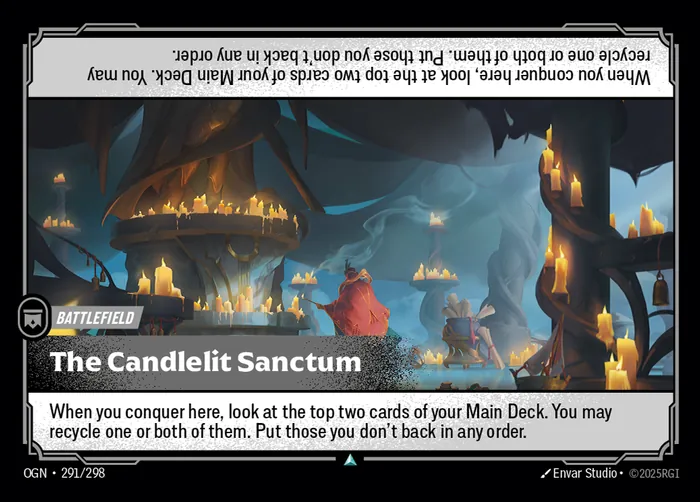 When you conquer here, look at the top two cards of your Main Deck. You may
recycle one or both of them. Put those you don't back in any order.
BATTLEFIELD
The Candlelit Sanctum
When you conquer here, look at the top two cards of your Main Deck. You may
recycle one or both of them. Put those you don't back in any order.
OGN • 291/298
Envar Studio • ©2025RGI